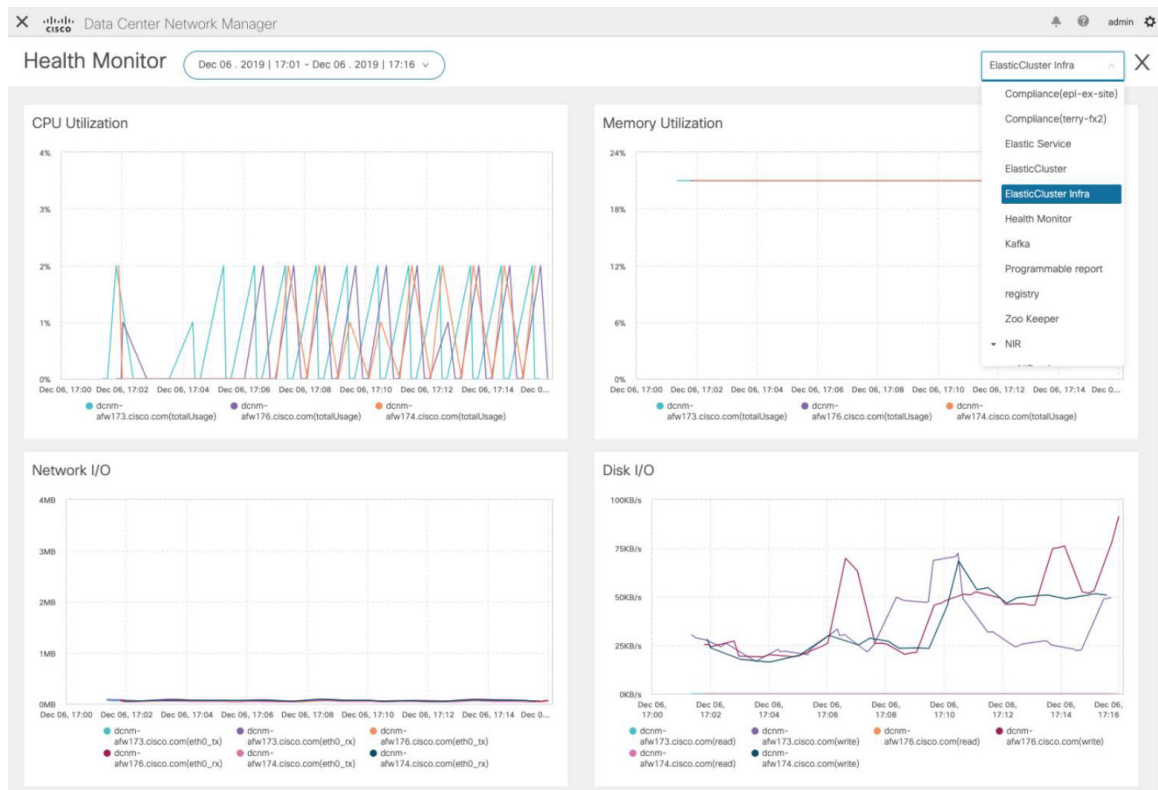 cisco Data Center Network Manager
admin
Health Monitor
Dec 06 . 2019 | 17:01 - Dec 06 . 2019 | 17:16
ElasticCluster Infra
Compliance(epl-ex-site)
Compliance(terry-fx2)
Elastic Service
ElasticCluster
ElasticCluster Infra
Health Monitor
Kafka
Programmable report
registry
Zoo Keeper
NIR
CPU Utilization
4%
3%
2%
1%
0%
Dec 06, 17:00 Dec 06, 17:02 Dec 06, 17:04 Dec 06, 17:06 Dec 06, 17:08 Dec 06, 17:10 Dec 06, 17:12 Dec 06, 17:14 Dec 0...
dcnm- dcnm- dcnm-
afw173.cisco.com(totalUsage) afw176.cisco.com(totalUsage) afw174.cisco.com(totalUsage)
Memory Utilization
24%
18%
12%
6%
0%
Dec 06, 17:00 Dec 06, 17:02 Dec 06, 17:04 Dec 06, 17:06 Dec 06, 17:08 Dec 06, 17:10 Dec 06, 17:12 Dec 06, 17:14 Dec 0...
dcnm- dcnm- dcnm-
afw173.cisco.com(totalUsage) afw176.cisco.com(totalUsage) afw174.cisco.com(totalUsage)
Network I/O
4MB
3MB
2MB
1MB
0MB
Dec 06, 17:00 Dec 06, 17:02 Dec 06, 17:04 Dec 06, 17:06 Dec 06, 17:08 Dec 06, 17:10 Dec 06, 17:12 Dec 06, 17:14 Dec 0...
dcnm- dcnm- dcnm-
afw173.cisco.com(eth0_tx) afw173.cisco.com(eth0_rx) afw176.cisco.com(eth0_tx)
dcnm- dcnm- dcnm-
afw176.cisco.com(eth0_rx) afw174.cisco.com(eth0_tx) afw174.cisco.com(eth0_rx)
Disk I/O
100KB/s
75KB/s
50KB/s
25KB/s
0KB/s
Dec 06, Dec 06, Dec 06, Dec 06, Dec 06, Dec 06, Dec 06, Dec 06, Dec 06,
17:00 17:02 17:04 17:06 17:08 17:10 17:12 17:14 17:16
dcnm- dcnm- dcnm- dcnm-
afw173.cisco.com(read) afw173.cisco.com(write) afw176.cisco.com(read) afw176.cisco.com(write)
dcnm- dcnm-
afw174.cisco.com(read) afw174.cisco.com(write)